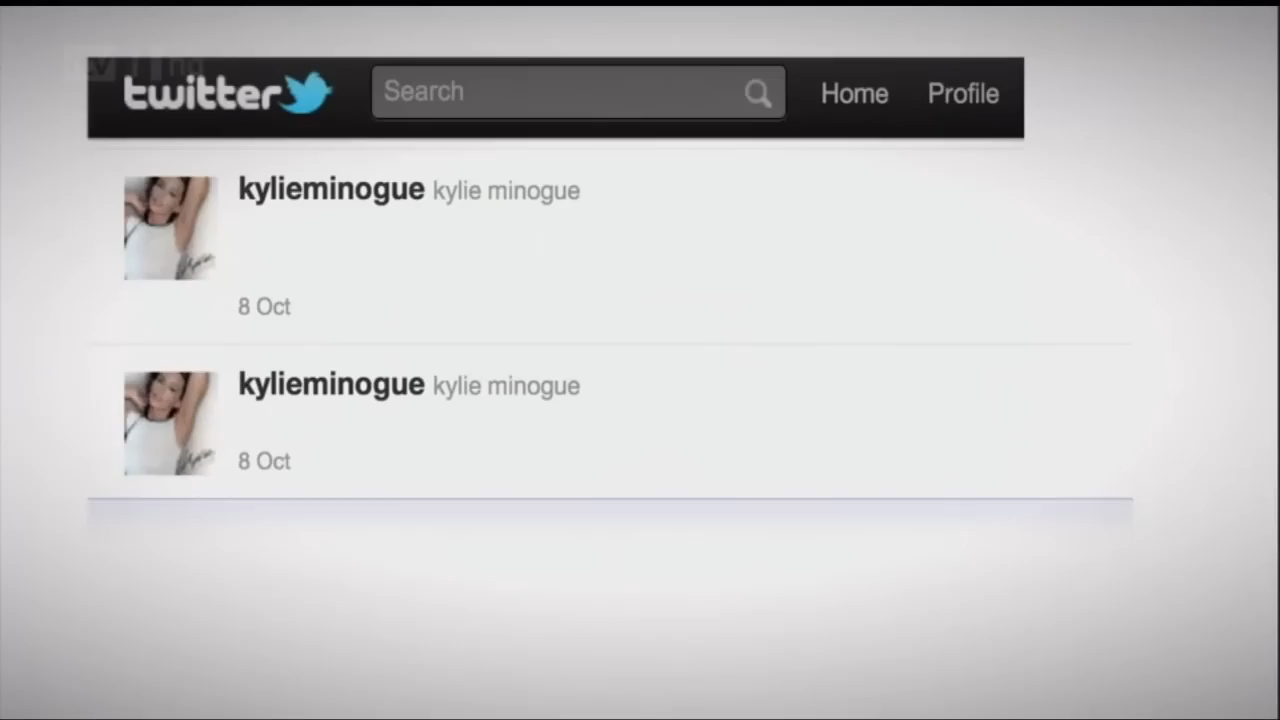 twitter
Search
Home Profile
kylieminogue kylie minogue
8 Oct
kylieminogue kylie minogue
8 Oct